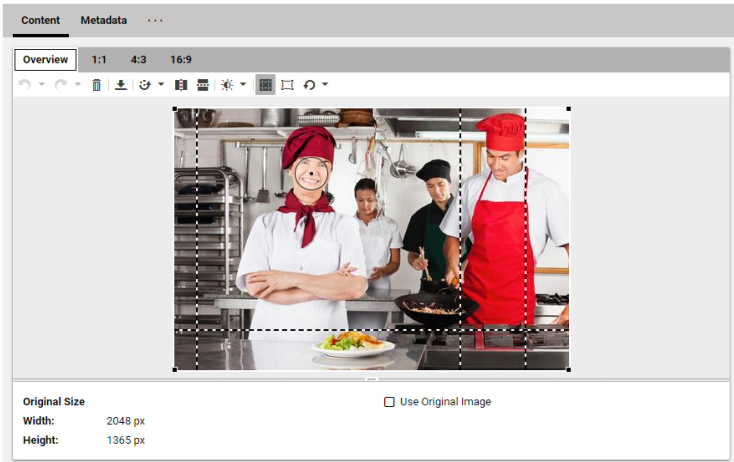 Content Metadata ...
Overview 1:1 4:3 16:9
Original Size Use Original Image
Width: 2048 px
Height: 1365 px